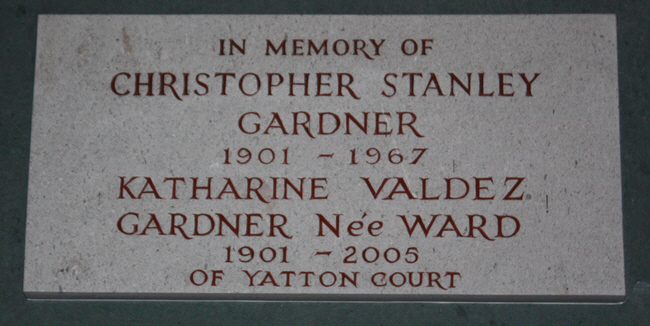 IN MEMORY OF
CHRISTOPHER STANLEY
GARDNER
1901 - 1967
KATHARINE VALDEZ
GARDNER Née WARD
1901 - 2005
OF YATTON COURT